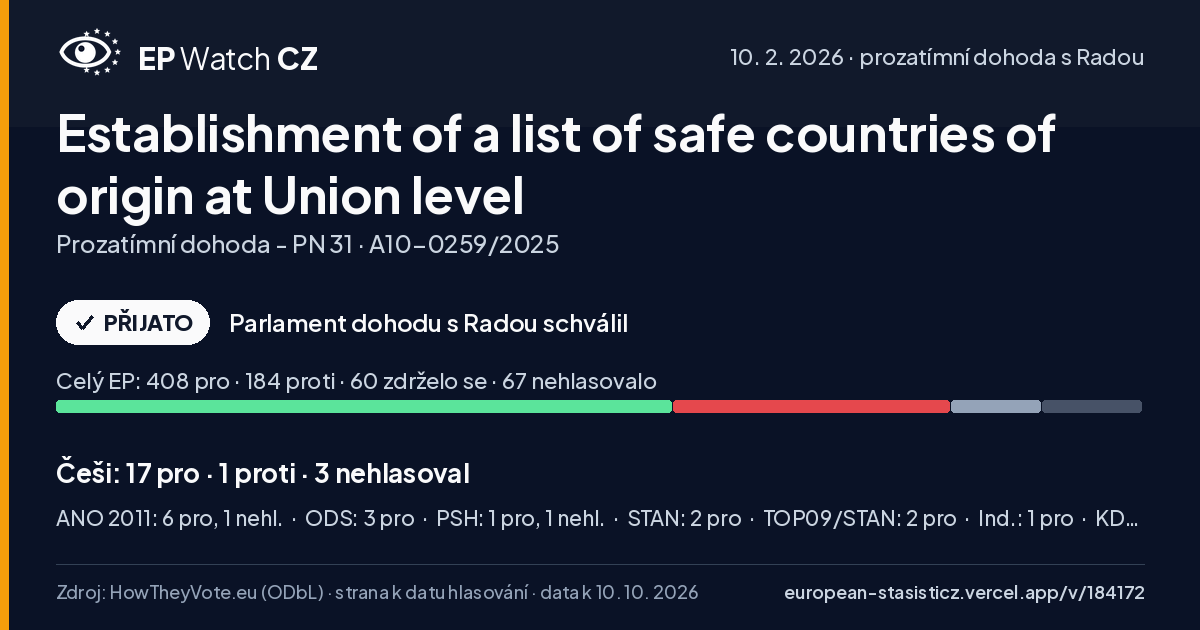 EP Watch CZ
10. 2. 2026 · prozatímní dohoda s Radou
Establishment of a list of safe countries of
origin at Union level
Prozatímní dohoda – PN 31 · A10–0259/2025
✓ PŘIJATO
Parlament dohodu s Radou schválil
Celý EP: 408 pro · 184 proti · 60 zdrželo se · 67 nehlasovalo
Češi: 17 pro · 1 proti · 3 nehlasoval
ANO 2011: 6 pro, 1 nehl. · ODS: 3 pro · PSH: 1 pro, 1 nehl. · STAN: 2 pro · TOP09/STAN: 2 pro · Ind.: 1 pro · KD…
Zdroj: HowTheyVote.eu (ODbL) · strana k datu hlasování · data k 10. 10. 2026
european-stasisticz.vercel.app/v/184172